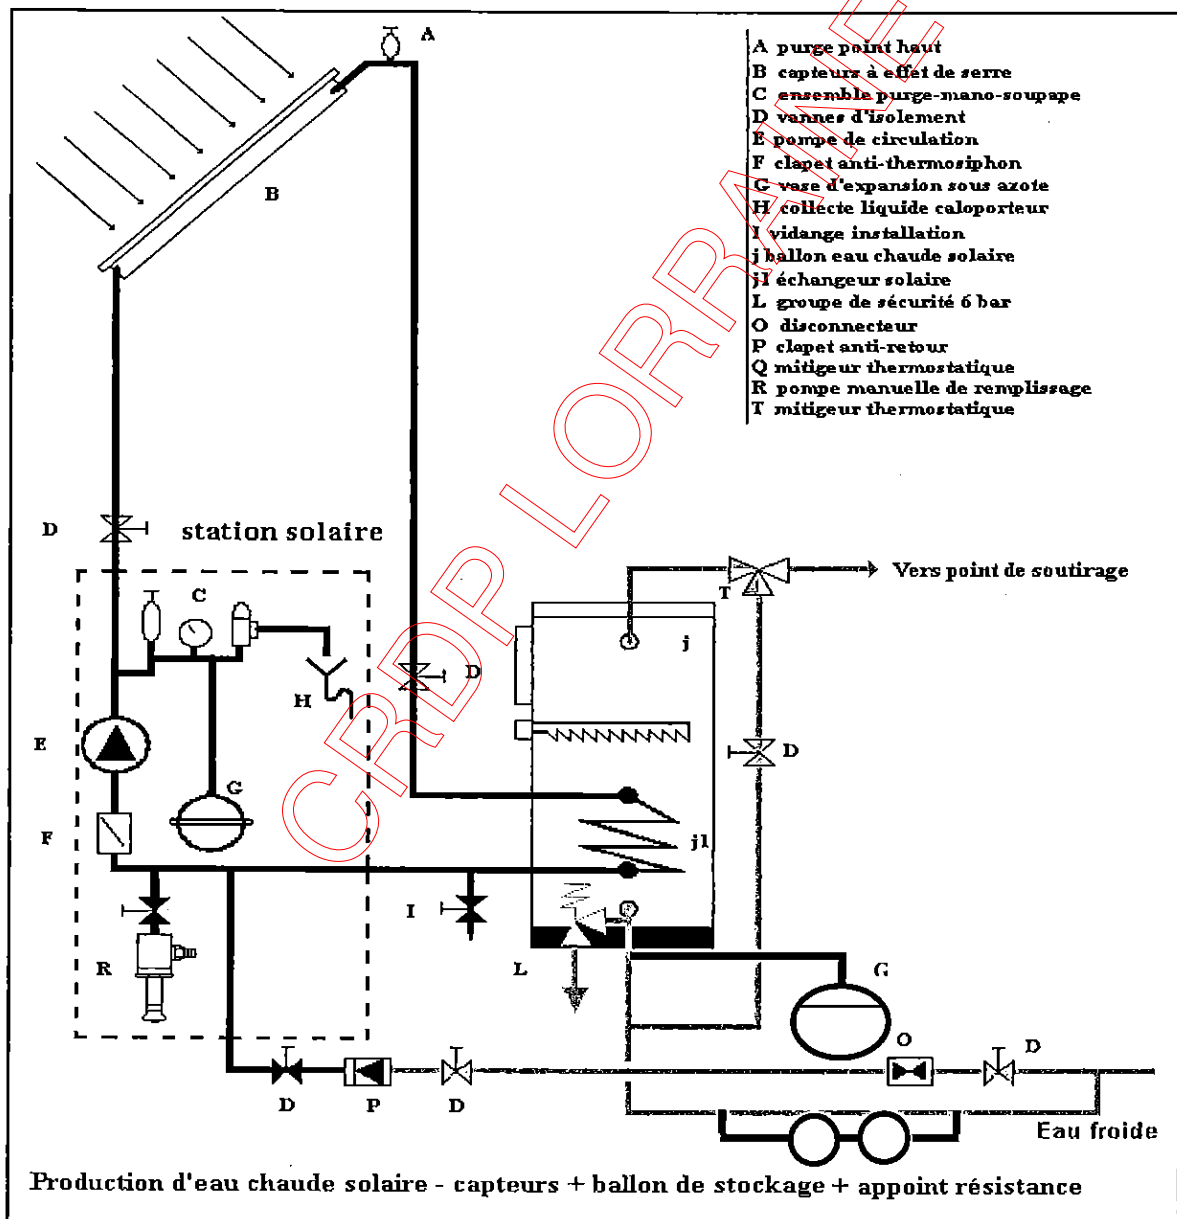 A
A purge point haut
B capteurs à effet de serre
C ensemble purge-mano-soupape
D vannes d'isolement
E pompe de circulation
F clapet anti-thermosiphon
G vase d'expansion sous azote
H collecte liquide caloporteur
I vidange installation
j ballon eau chaude solaire
j1 échangeur solaire
L groupe de sécurité 6 bar
O disconnecteur
P clapet anti-retour
Q mitigeur thermostatique
R pompe manuelle de remplissage
T mitigeur thermostatique
B
CRDP LORRAINE
D
station solaire
Vers point de soutirage
T
C
j
D
H
E
D
G
F
j1
I
R
L
G
O
D
D
P
D
Eau froide
Production d'eau chaude solaire - capteurs + ballon de stockage + appoint résistance